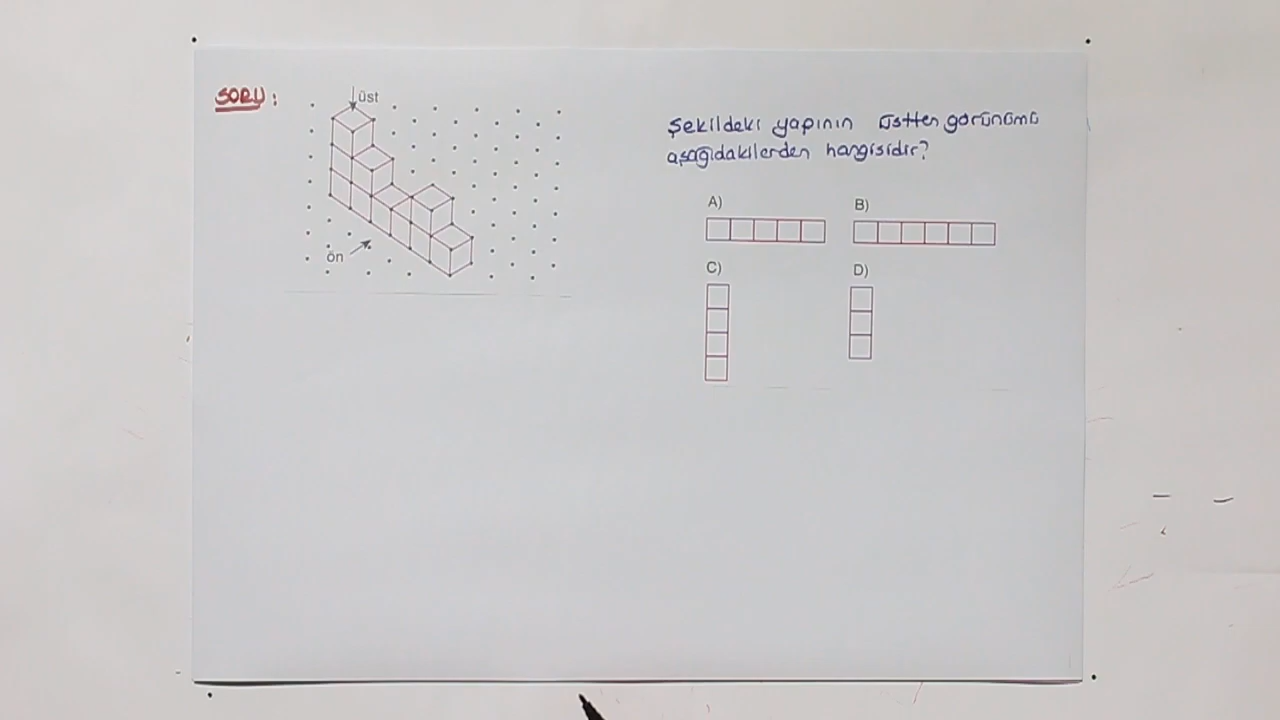 SORU:
üst
ön
Şekildeki yapının üstten görünümü
aşağıdakilerden hangisidir?
A)
B)
C)
D)